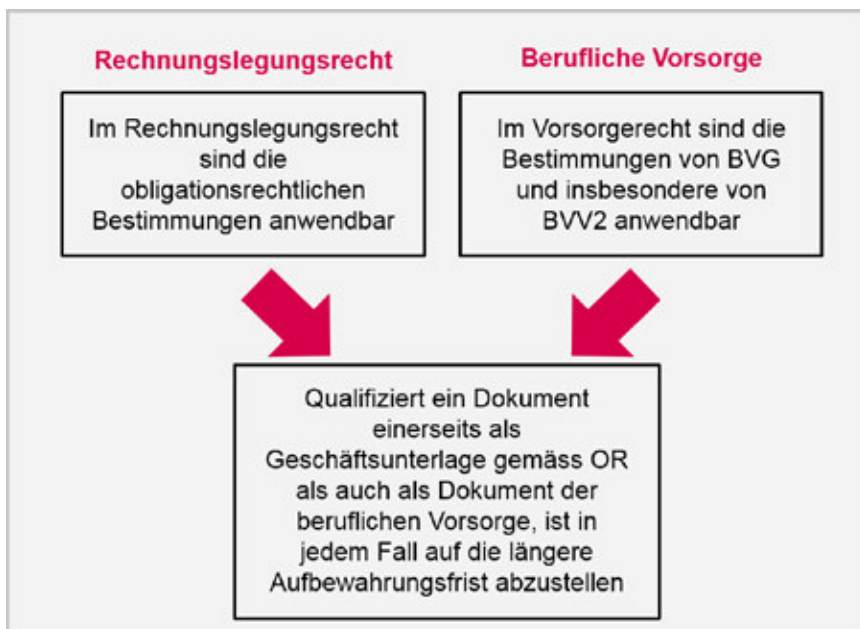 Rechnungslegungsrecht
Im Rechnungslegungsrecht
sind die
obligationsrechtlichen
Bestimmungen anwendbar
Berufliche Vorsorge
Im Vorsorgerecht sind die
Bestimmungen von BVG
und insbesondere von
BVV2 anwendbar
Qualifiziert ein Dokument
einerseits als
Geschäftsunterlage gemäss OR
als auch als Dokument der
beruflichen Vorsorge, ist in
jedem Fall auf die längere
Aufbewahrungsfrist abzustellen